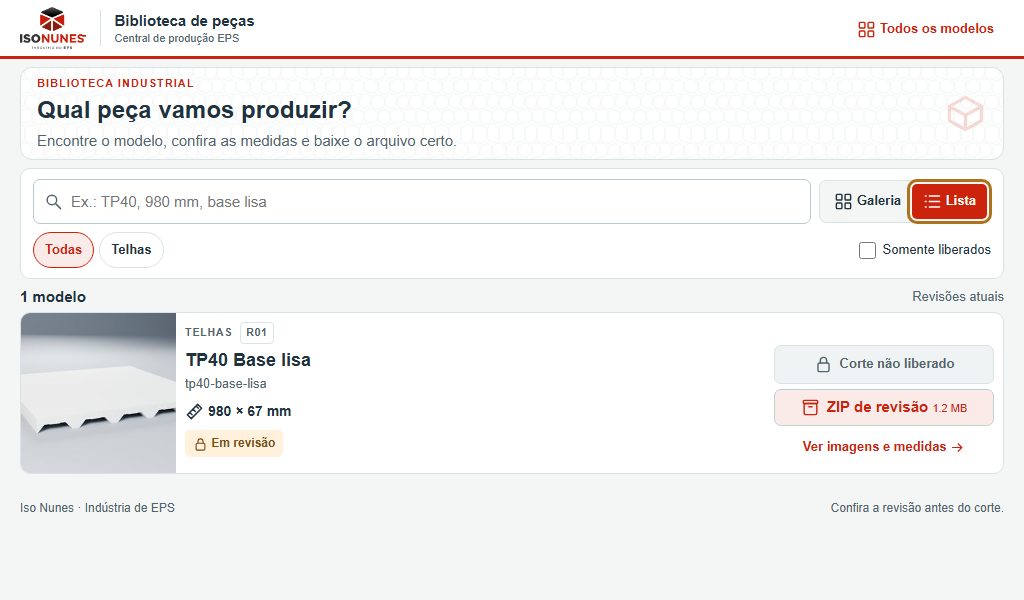 ISONUNES
INDÚSTRIA DE EPS
Biblioteca de peças
Central de produção EPS
Todos os modelos
BIBLIOTECA INDUSTRIAL
Qual peça vamos produzir?
Encontre o modelo, confira as medidas e baixe o arquivo certo.
Ex.: TP40, 980 mm, base lisa
Galeria
Lista
Todas
Telhas
Somente liberados
1 modelo
Revisões atuais
TELHAS R01
TP40 Base lisa
tp40-base-lisa
980 × 67 mm
Em revisão
Corte não liberado
ZIP de revisão 1.2 MB
Ver imagens e medidas →
Iso Nunes · Indústria de EPS
Confira a revisão antes do corte.